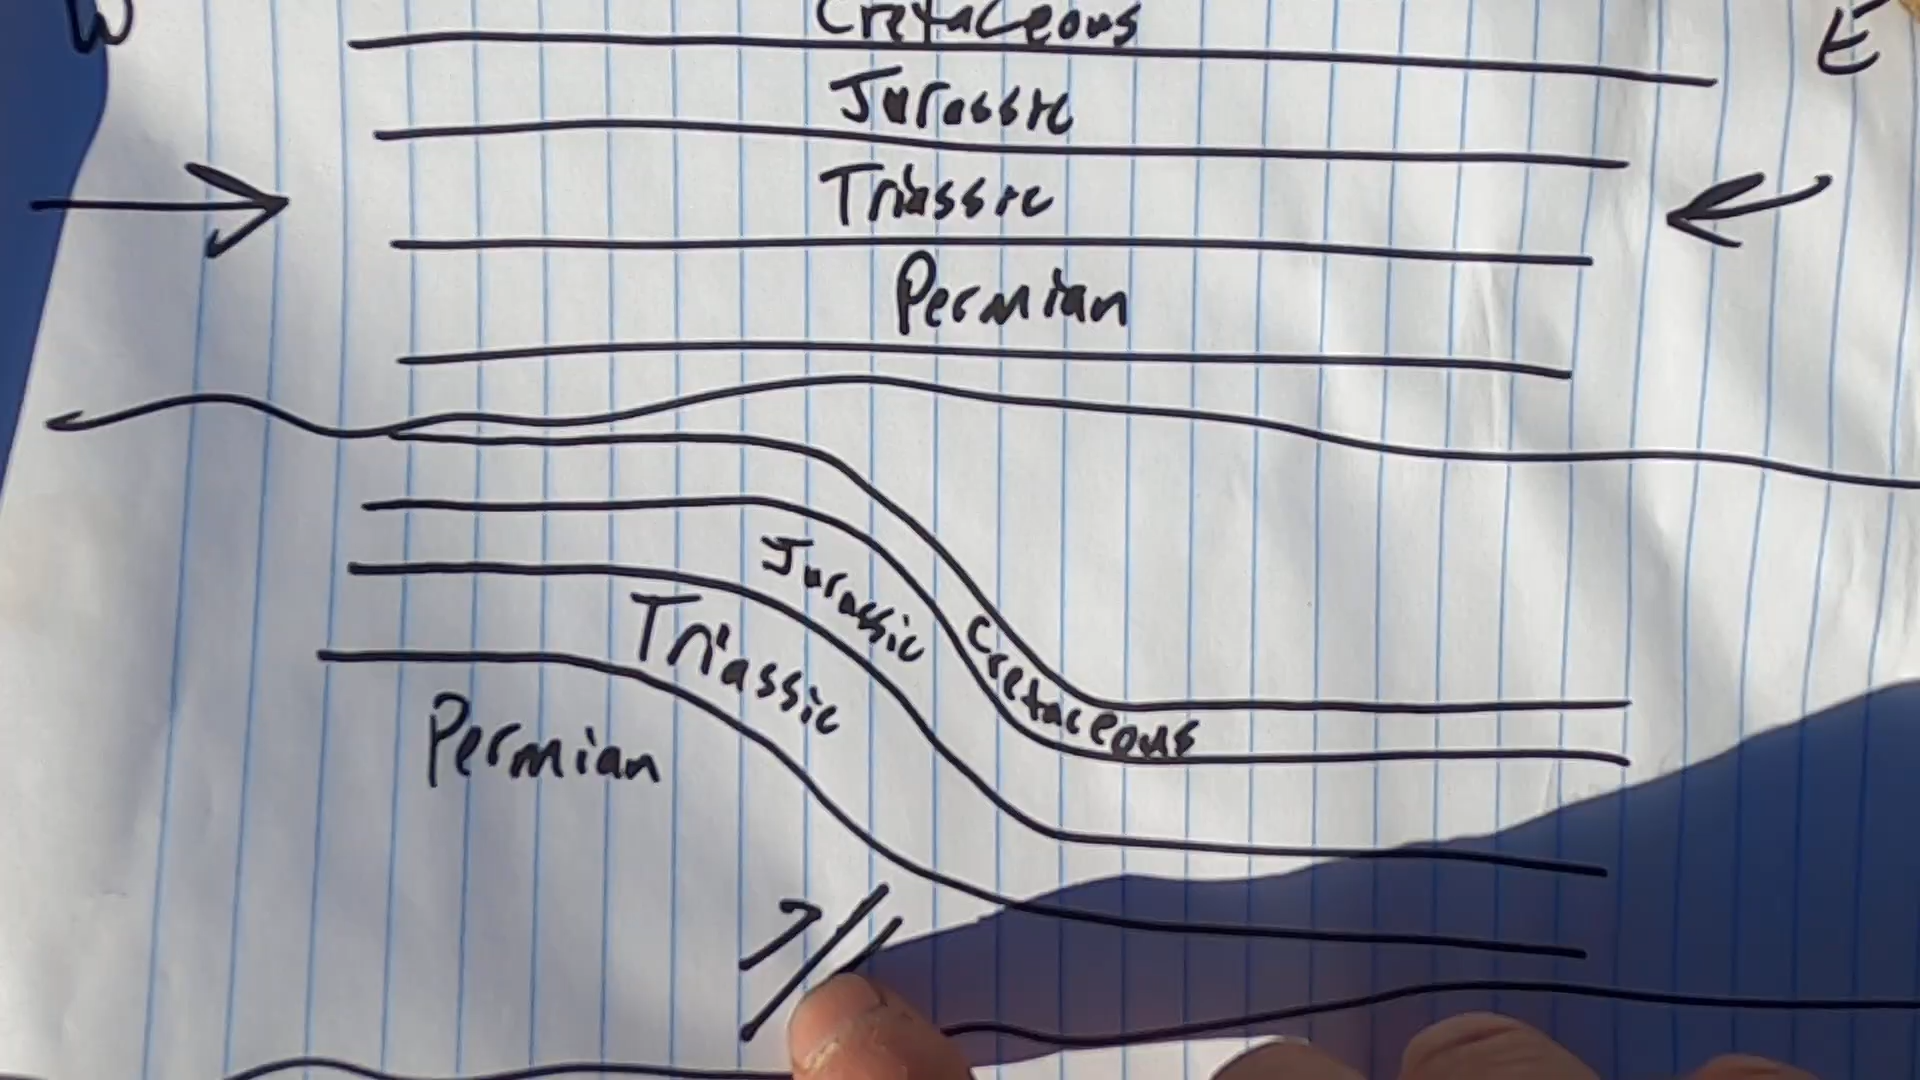 W
Cretaceous
E
Jurassic
Triassic
Permian
Jurassic
Cretaceous
Triassic
Permian